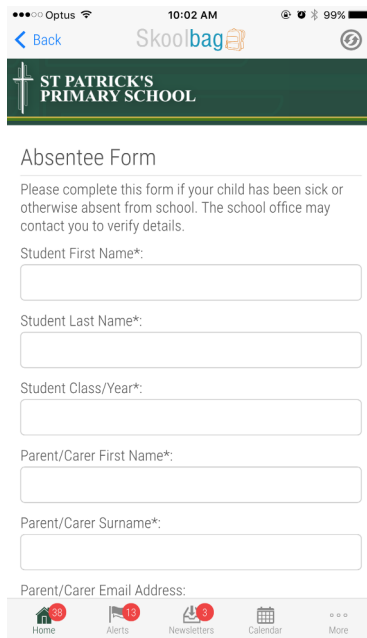 Optus 10:02 AM 99%
Back Skoolbag
ST PATRICK'S
PRIMARY SCHOOL
Absentee Form
Please complete this form if your child has been sick or
otherwise absent from school. The school office may
contact you to verify details.
Student First Name*:
Student Last Name*:
Student Class/Year*:
Parent/Carer First Name*:
Parent/Carer Surname*:
Parent/Carer Email Address:
38 13 3
Home Alerts Newsletters Calendar More